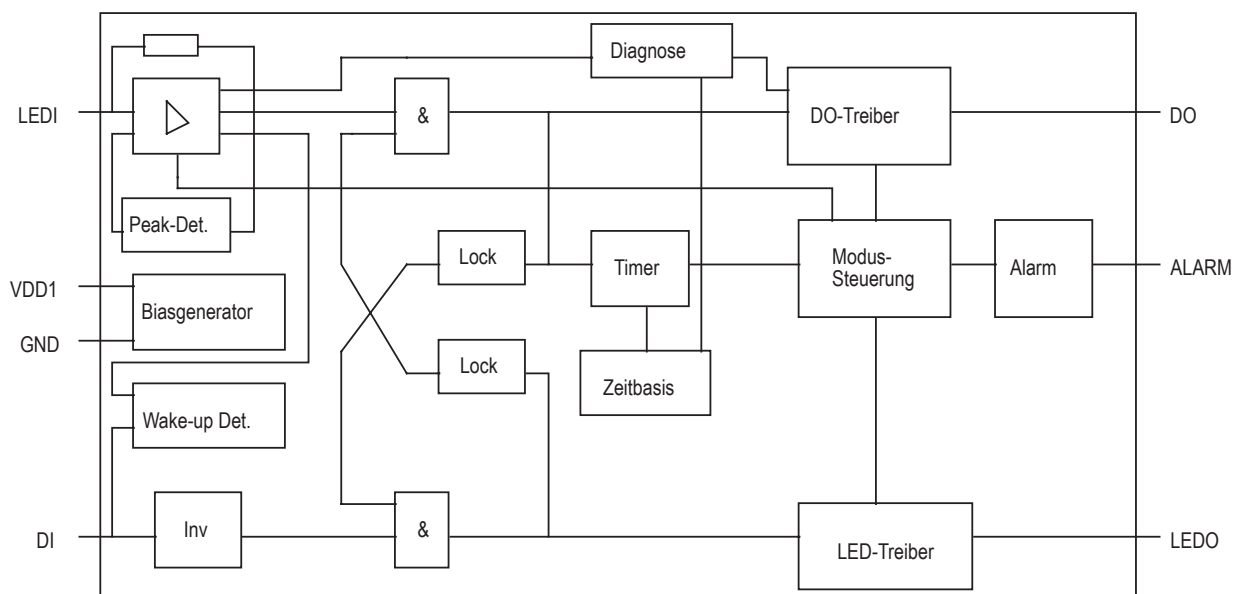 Diagnose
LEDI
&
DO-Treiber
DO
Peak-Det.
Lock
Timer
Modus-
Steuerung
Alarm
ALARM
VDD1
Biasgenerator
GND
Lock
Zeitbasis
Wake-up Det.
DI
Inv
&
LED-Treiber
LEDO